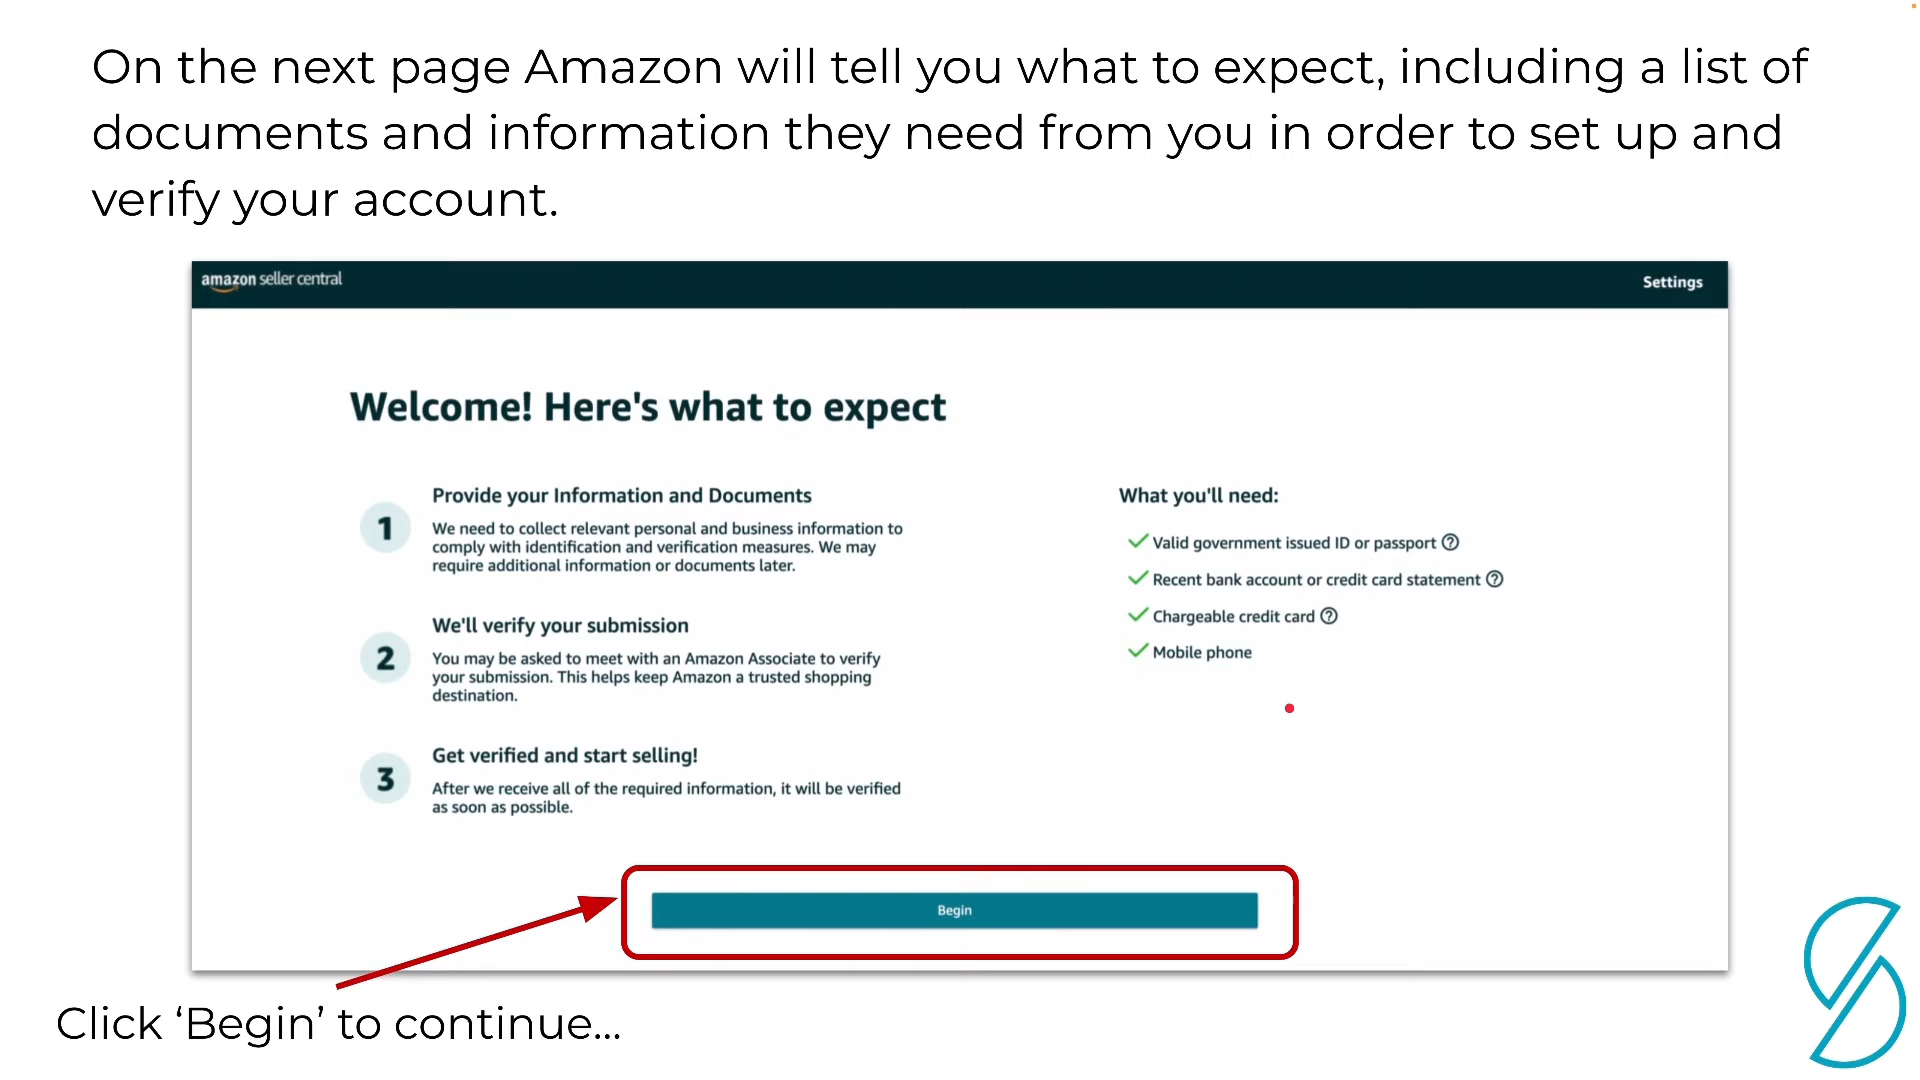 On the next page Amazon will tell you what to expect, including a list of
documents and information they need from you in order to set up and
verify your account.
amazon seller central
Settings
Welcome! Here's what to expect
1
Provide your Information and Documents
We need to collect relevant personal and business information to
comply with identification and verification measures. We may
require additional information or documents later.
2
We'll verify your submission
You may be asked to meet with an Amazon Associate to verify
your submission. This helps keep Amazon a trusted shopping
destination.
3
Get verified and start selling!
After we receive all of the required information, it will be verified
as soon as possible.
What you'll need:
Valid government issued ID or passport ?
Recent bank account or credit card statement ?
Chargeable credit card ?
Mobile phone
Begin
Click ‘Begin’ to continue...